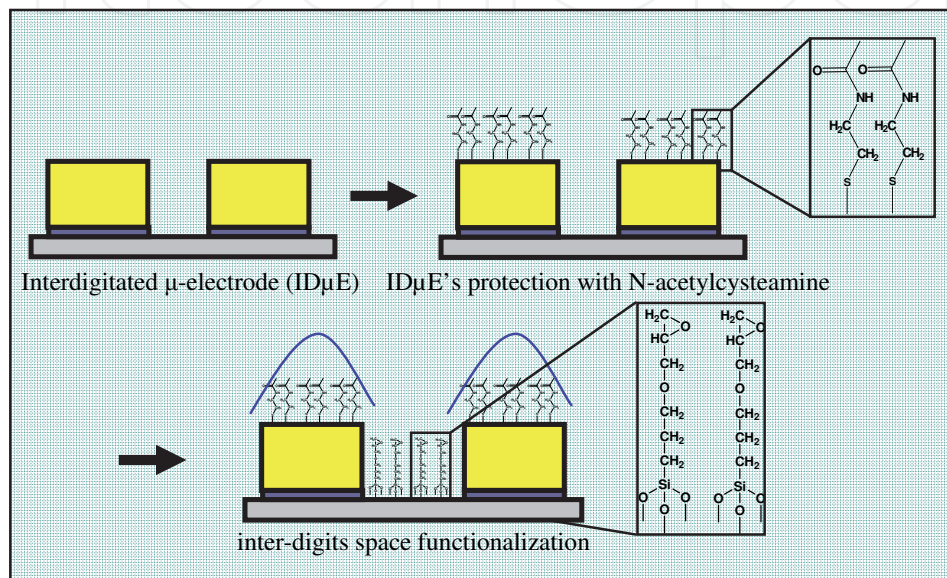 O O
NH NH
H₂C H₂C
CH₂ CH₂
S S
Interdigitated µ-electrode (IDµE)
IDµE's protection with N-acetylcysteamine
H₂C H₂C
O O
HC HC
CH₂ CH₂
O O
CH₂ CH₂
CH₂ CH₂
CH₂ CH₂
Si Si
O O O O
O O
inter-digits space functionalization